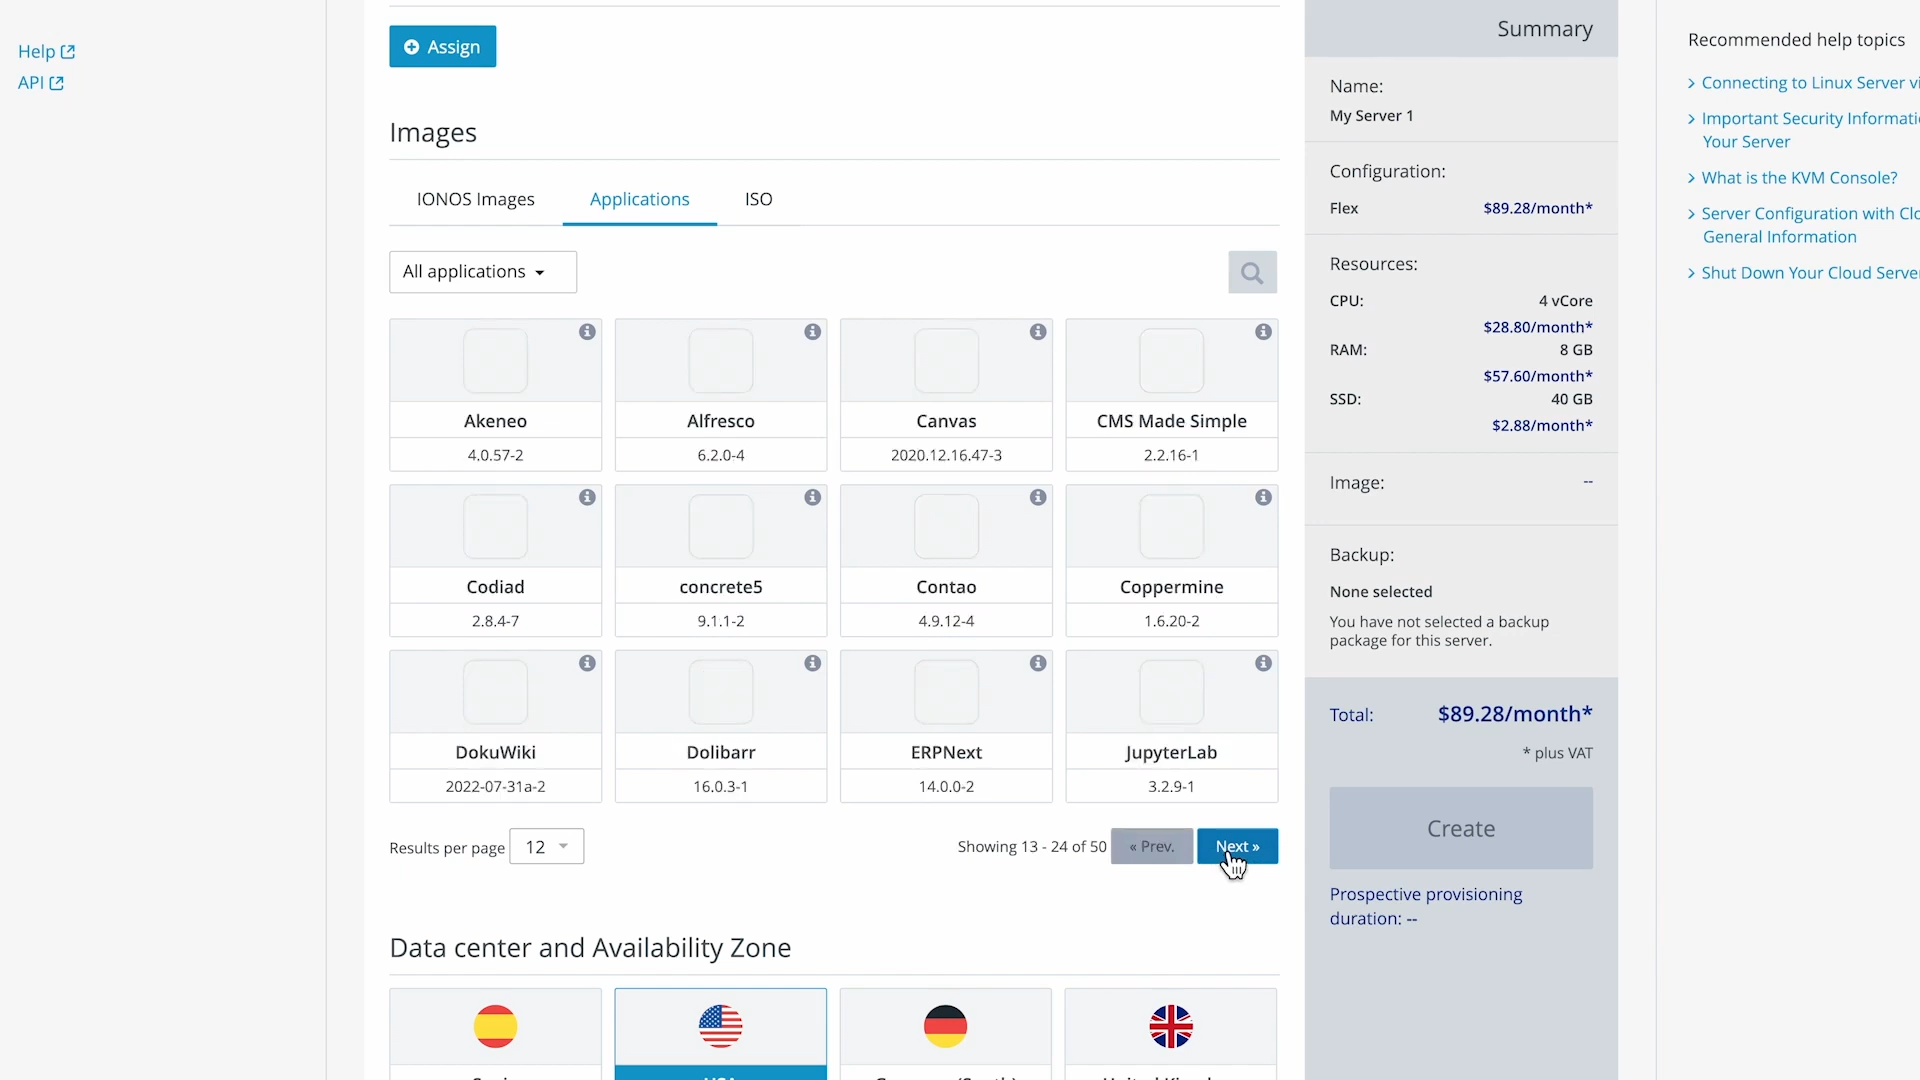 Help
API
Assign
Images
IONOS Images
Applications
ISO
All applications
Akeneo
Alfresco
Canvas
CMS Made Simple
4.0.57-2
6.2.0-4
2020.12.16.47-3
2.2.16-1
Codiad
concrete5
Contao
Coppermine
2.8.4-7
9.1.1-2
4.9.12-4
1.6.20-2
DokuWiki
Dolibarr
ERPNext
JupyterLab
2022-07-31a-2
16.0.3-1
14.0.0-2
3.2.9-1
Results per page 12
Showing 13 - 24 of 50 « Prev. Next »
Data center and Availability Zone
Summary
Name:
My Server 1
Configuration:
Flex $89.28/month*
Resources:
CPU: 4 vCore
$28.80/month*
RAM: 8 GB
$57.60/month*
SSD: 40 GB
$2.88/month*
Image: --
Backup:
None selected
You have not selected a backup
package for this server.
Total: $89.28/month*
* plus VAT
Create
Prospective provisioning
duration: --
Recommended help topics
Connecting to Linux Server
Important Security
Your Server
What is the KVM Console?
Server Configuration with
General Information
Shut Down Your Cloud